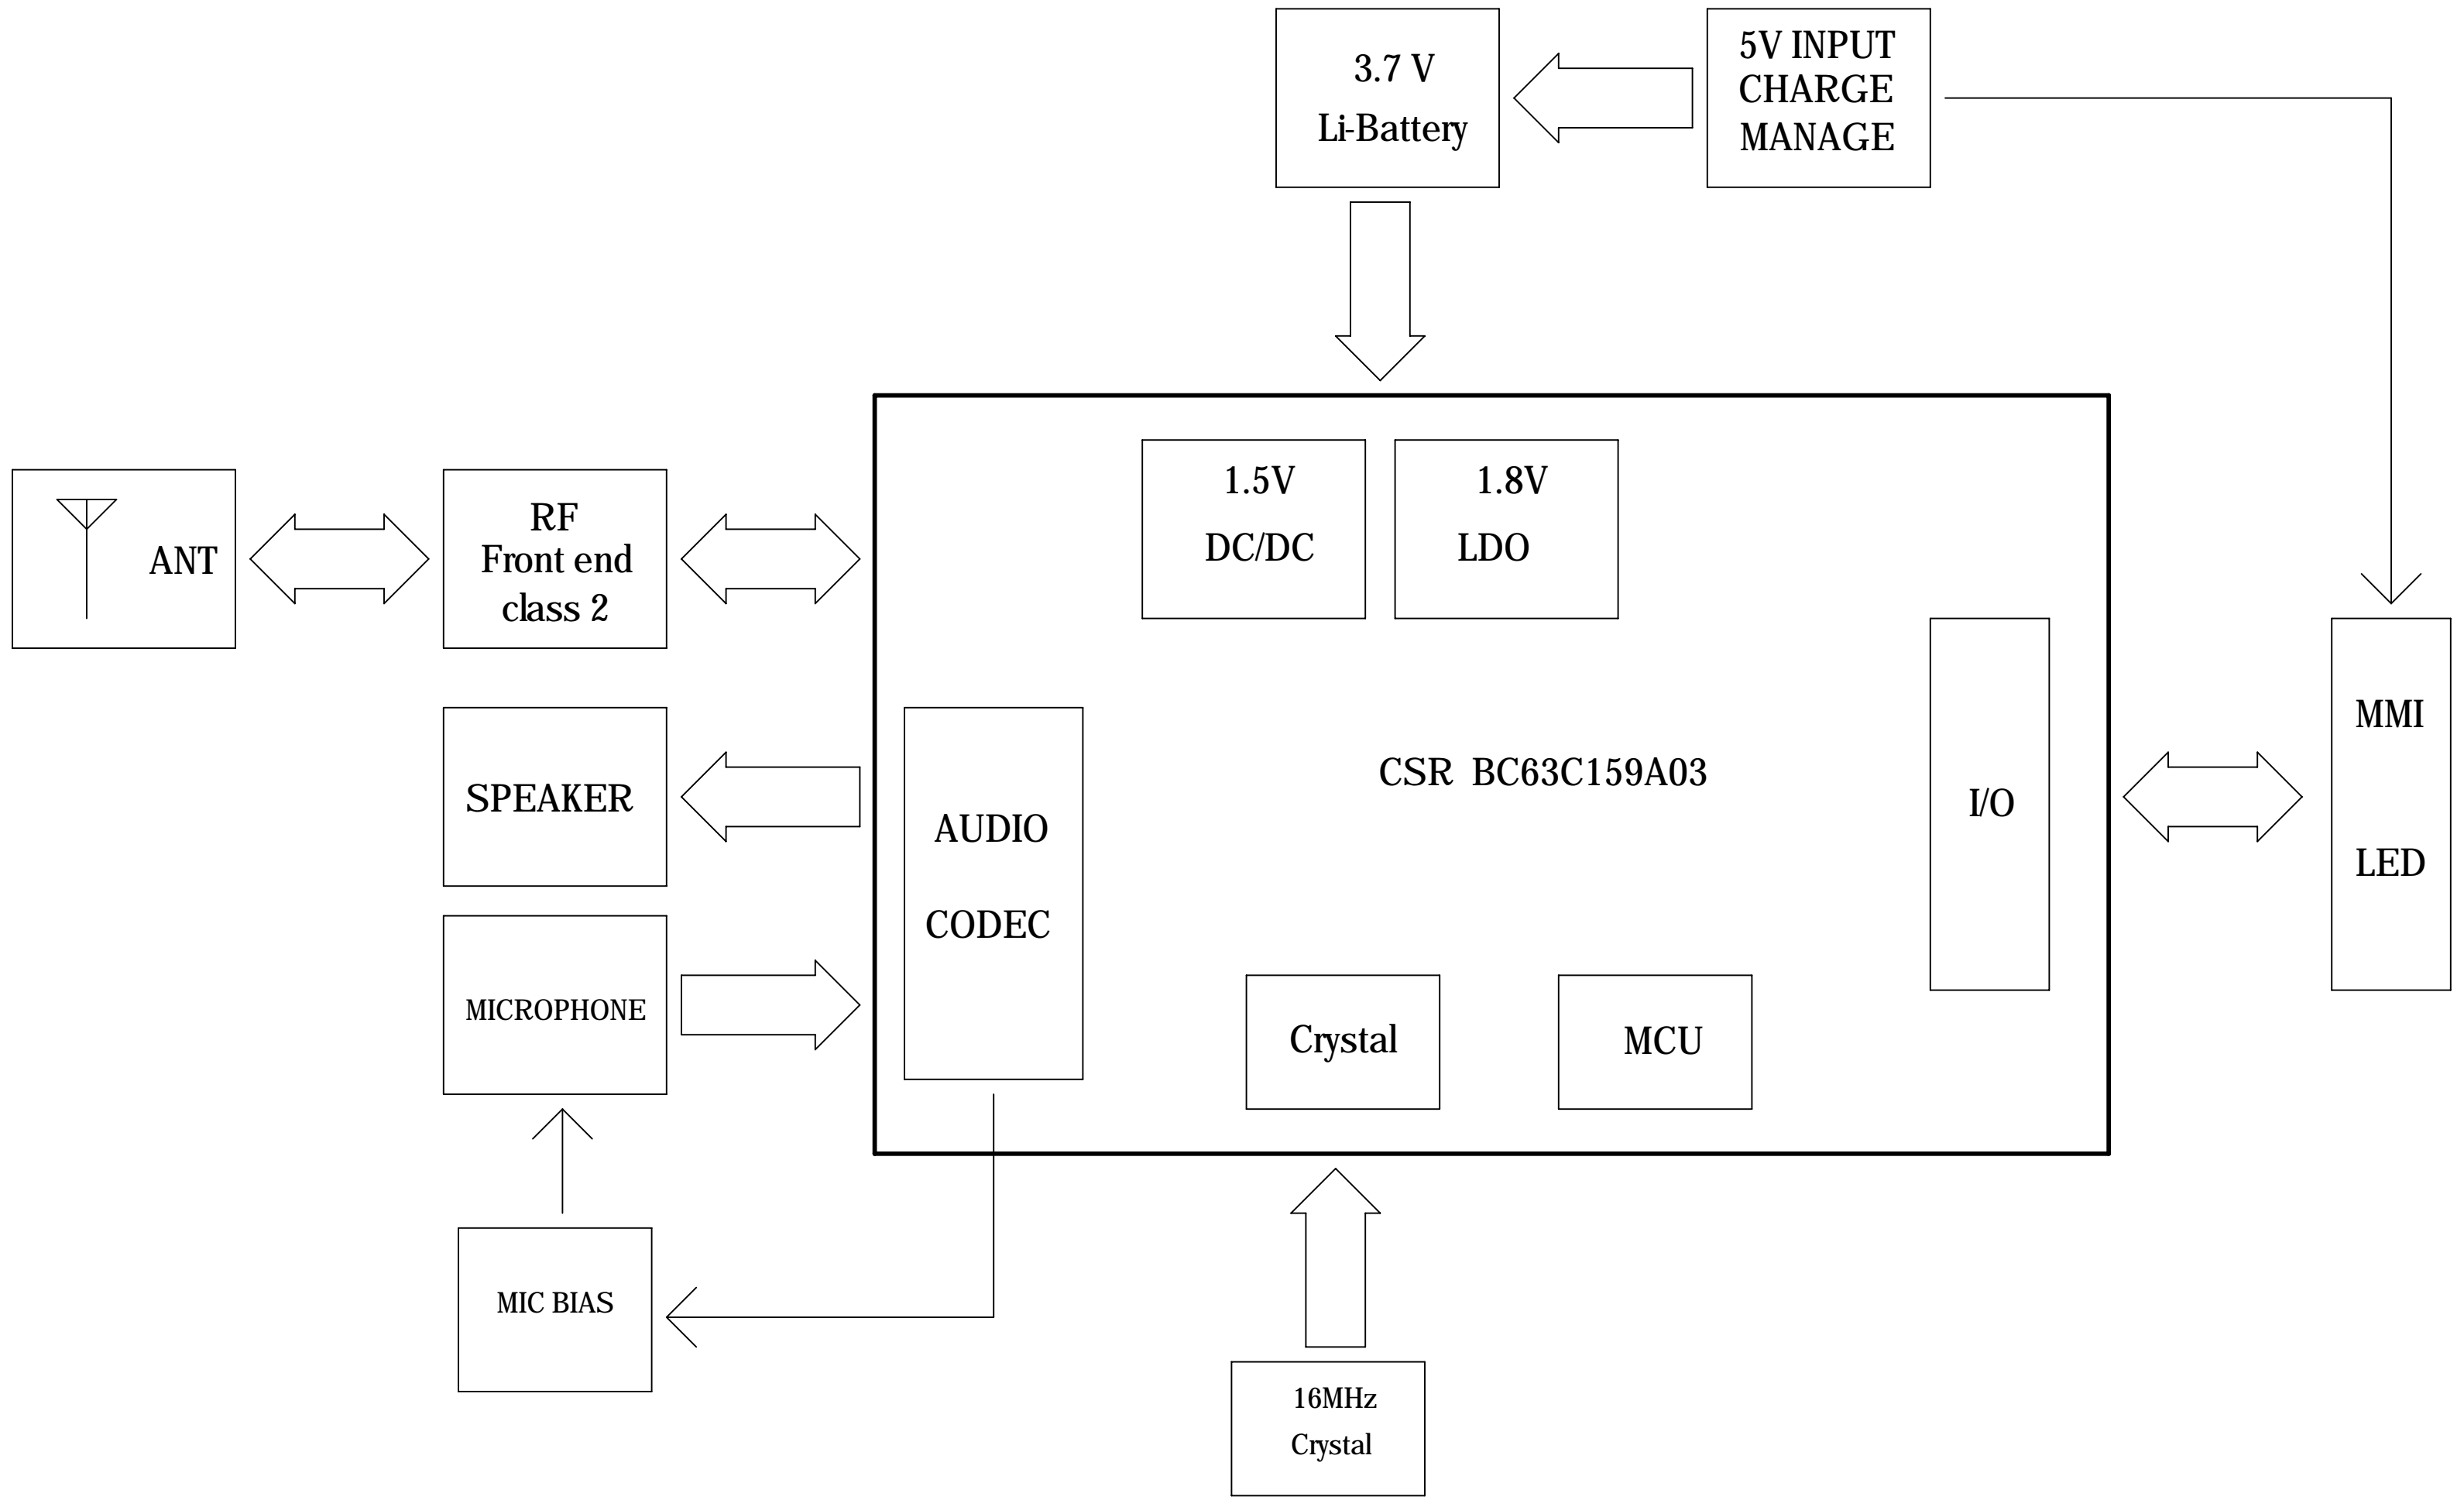 3.7 V
Li-Battery
5V INPUT
CHARGE
MANAGE
ANT
RF
Front end
class 2
1.5V
DC/DC
1.8V
LDO
SPEAKER
MICROPHONE
MIC BIAS
AUDIO
CODEC
CSR BC63C159A03
I/O
MMI
LED
Crystal
MCU
16MHz
Crystal